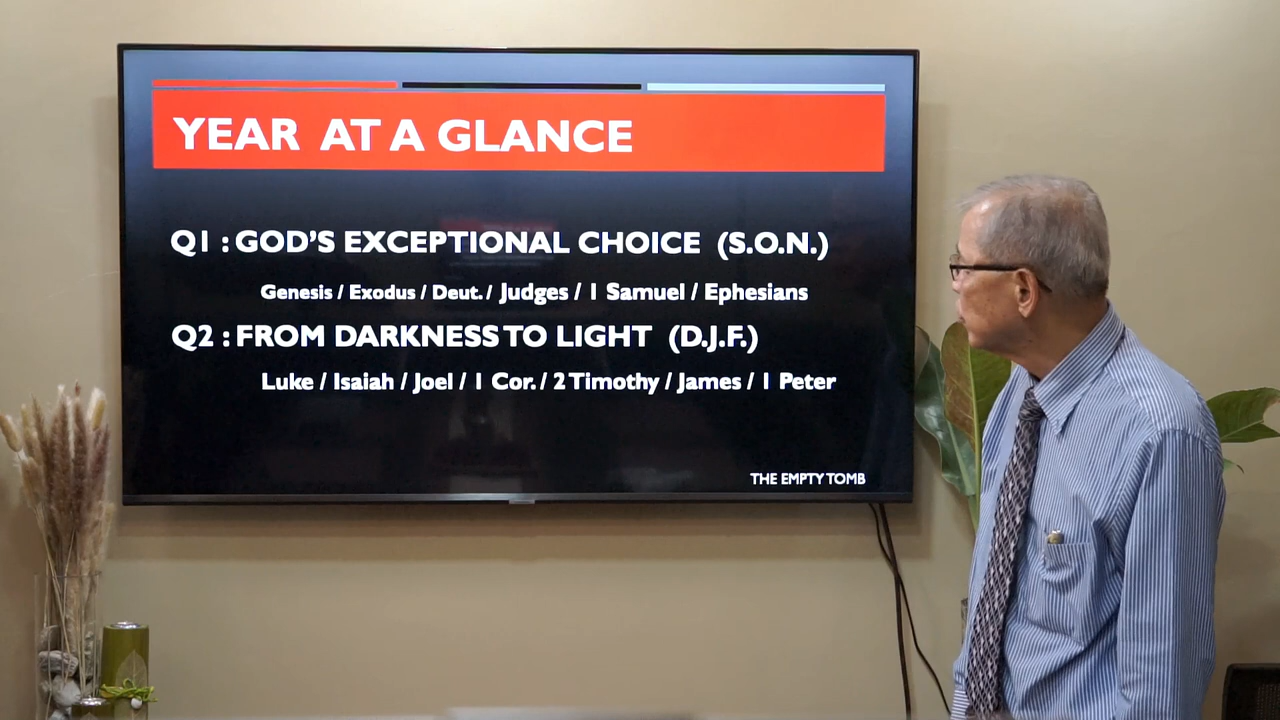 YEAR AT A GLANCE
Q1 : GOD'S EXCEPTIONAL CHOICE (S.O.N.)
Genesis / Exodus / Deut. / Judges / 1 Samuel / Ephesians
Q2 : FROM DARKNESS TO LIGHT (D.J.F.)
Luke / Isaiah / Joel / 1 Cor. / 2 Timothy / James / 1 Peter
THE EMPTY TOMB